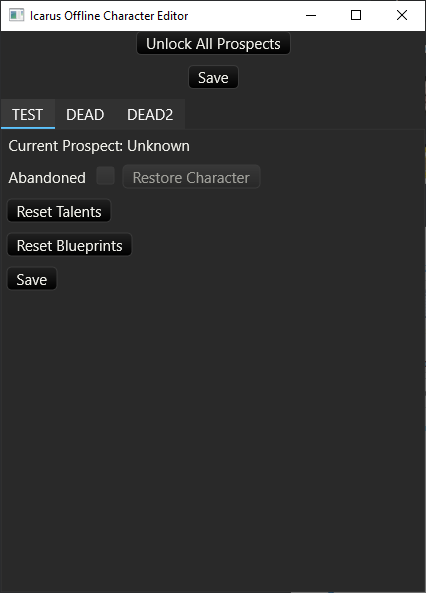 Icarus Offline Character Editor
Unlock All Prospects
Save
TEST DEAD DEAD2
Current Prospect: Unknown
Abandoned Restore Character
Reset Talents
Reset Blueprints
Save